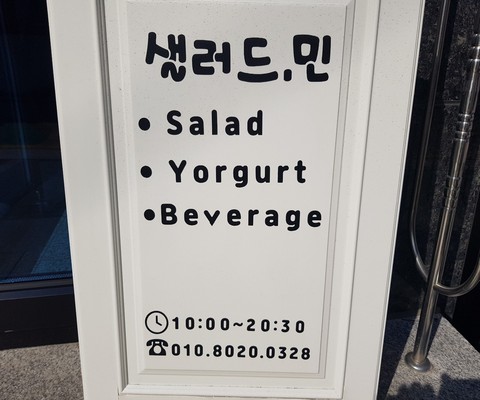 샐러드.민
• Salad
• Yorgurt
•Beverage
10:00~20:30
010.8020.0328